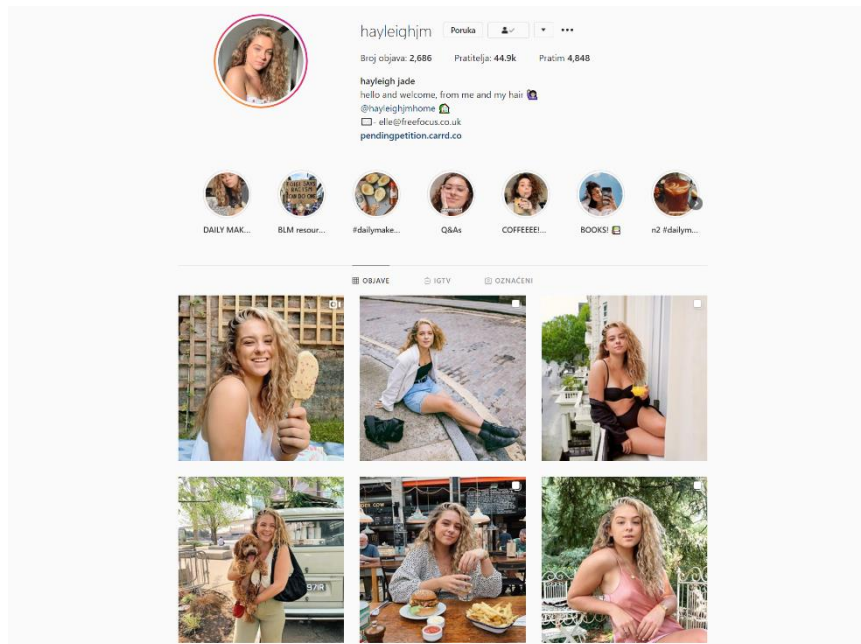 hayleighjm Poruka
Broj objava: 2,686 Pratitelja: 44.9k Pratim 4,848
hayleigh jade
hello and welcome, from me and my hair
@hayleighjmhome
- elle@freefocus.co.uk
pendingpetition.carrd.co
DAILY MAK... BLM resour... #dailymake... Q&As COFFEEEE!... BOOKS! n2 #dailym...
OBJAVE IGTV OZNAČENI